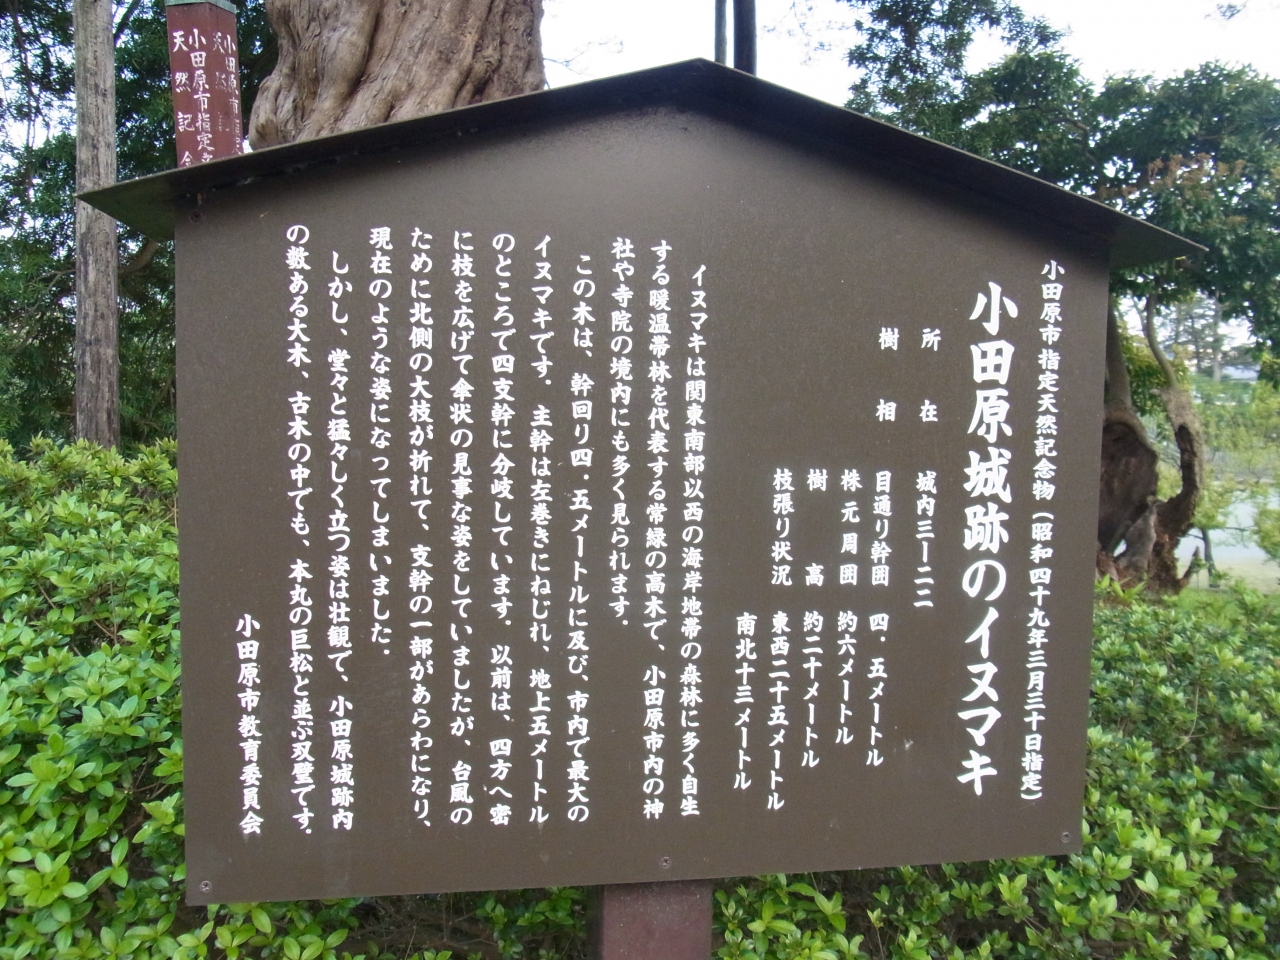 小田原市指定天然記念物（昭和四十九年三月三十日指定）
小田原城跡のイヌマキ
所在　城内三ー二二
樹相　目通り幹囲　四．五メートル
株元周囲　約六メートル
樹高　約二十メートル
枝張り状況　東西二十五メートル
南北十三メートル
イヌマキは関東南部以西の海岸地帯の森林に多く自生
する暖温帯林を代表する常緑の高木で、小田原市内の神
社や寺院の境内にも多く見られます。
この木は、幹回り四．五メートルに及び、市内で最大の
イヌマキです。主幹は左巻きにねじれ、地上五メートル
のところで四支幹に分岐しています。以前は、四方へ密
に枝を広げて傘状の見事な姿をしていましたが、台風の
ために北側の大枝が折れて、支幹の一部があらわになり、
現在のような姿になってしまいました。
しかし、堂々と猛々しく立つ姿は壮観で、小田原城跡内
の数ある大木、古木の中でも、本丸の巨松と並ぶ双璧です。
小田原市教育委員会
小田原市指定
天然記念
小田原市
天然